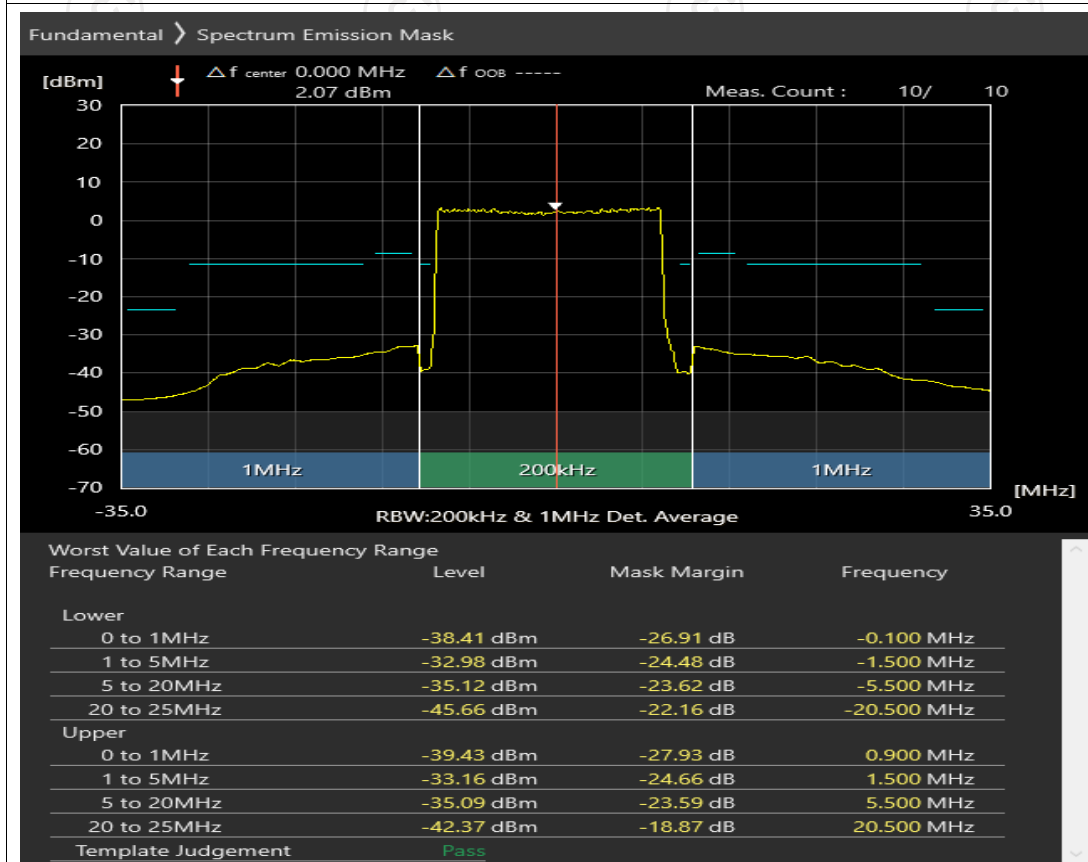 Fundamental ❯ Spectrum Emission Mask
[dBm] △f center 0.000 MHz △f OOB -----
2.07 dBm Meas. Count : 10/ 10
30
20
10
0
-10
-20
-30
-40
-50
-60
1MHz 200kHz 1MHz
-70
[MHz]
-35.0 RBW:200kHz & 1MHz Det. Average 35.0
Worst Value of Each Frequency Range
Frequency Range Level Mask Margin Frequency
Lower
0 to 1MHz -38.41 dBm -26.91 dB -0.100 MHz
1 to 5MHz -32.98 dBm -24.48 dB -1.500 MHz
5 to 20MHz -35.12 dBm -23.62 dB -5.500 MHz
20 to 25MHz -45.66 dBm -22.16 dB -20.500 MHz
Upper
0 to 1MHz -39.43 dBm -27.93 dB 0.900 MHz
1 to 5MHz -33.16 dBm -24.66 dB 1.500 MHz
5 to 20MHz -35.09 dBm -23.59 dB 5.500 MHz
20 to 25MHz -42.37 dBm -18.87 dB 20.500 MHz
Template Judgement Pass